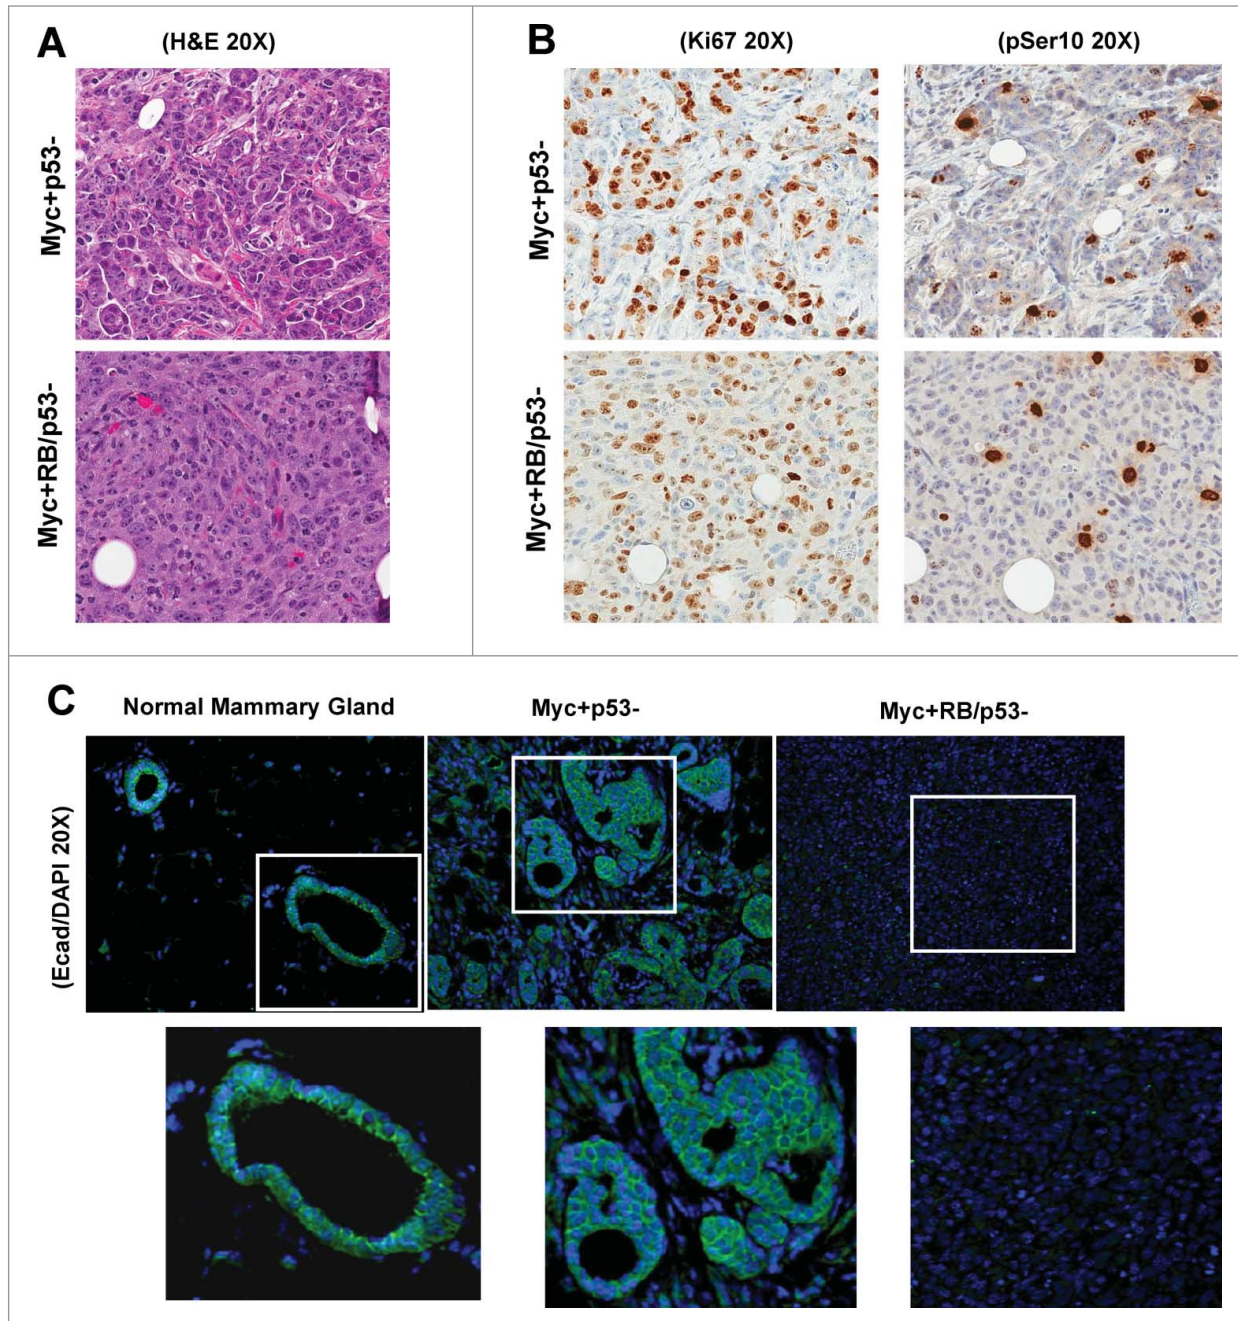 A
(H&E 20X)
Myc+p53-
Myc+RB/p53-
B
(Ki67 20X)
(pSer10 20X)
Myc+p53-
Myc+RB/p53-
C
Normal Mammary Gland
Myc+p53-
Myc+RB/p53-
(Ecad/DAPI 20X)